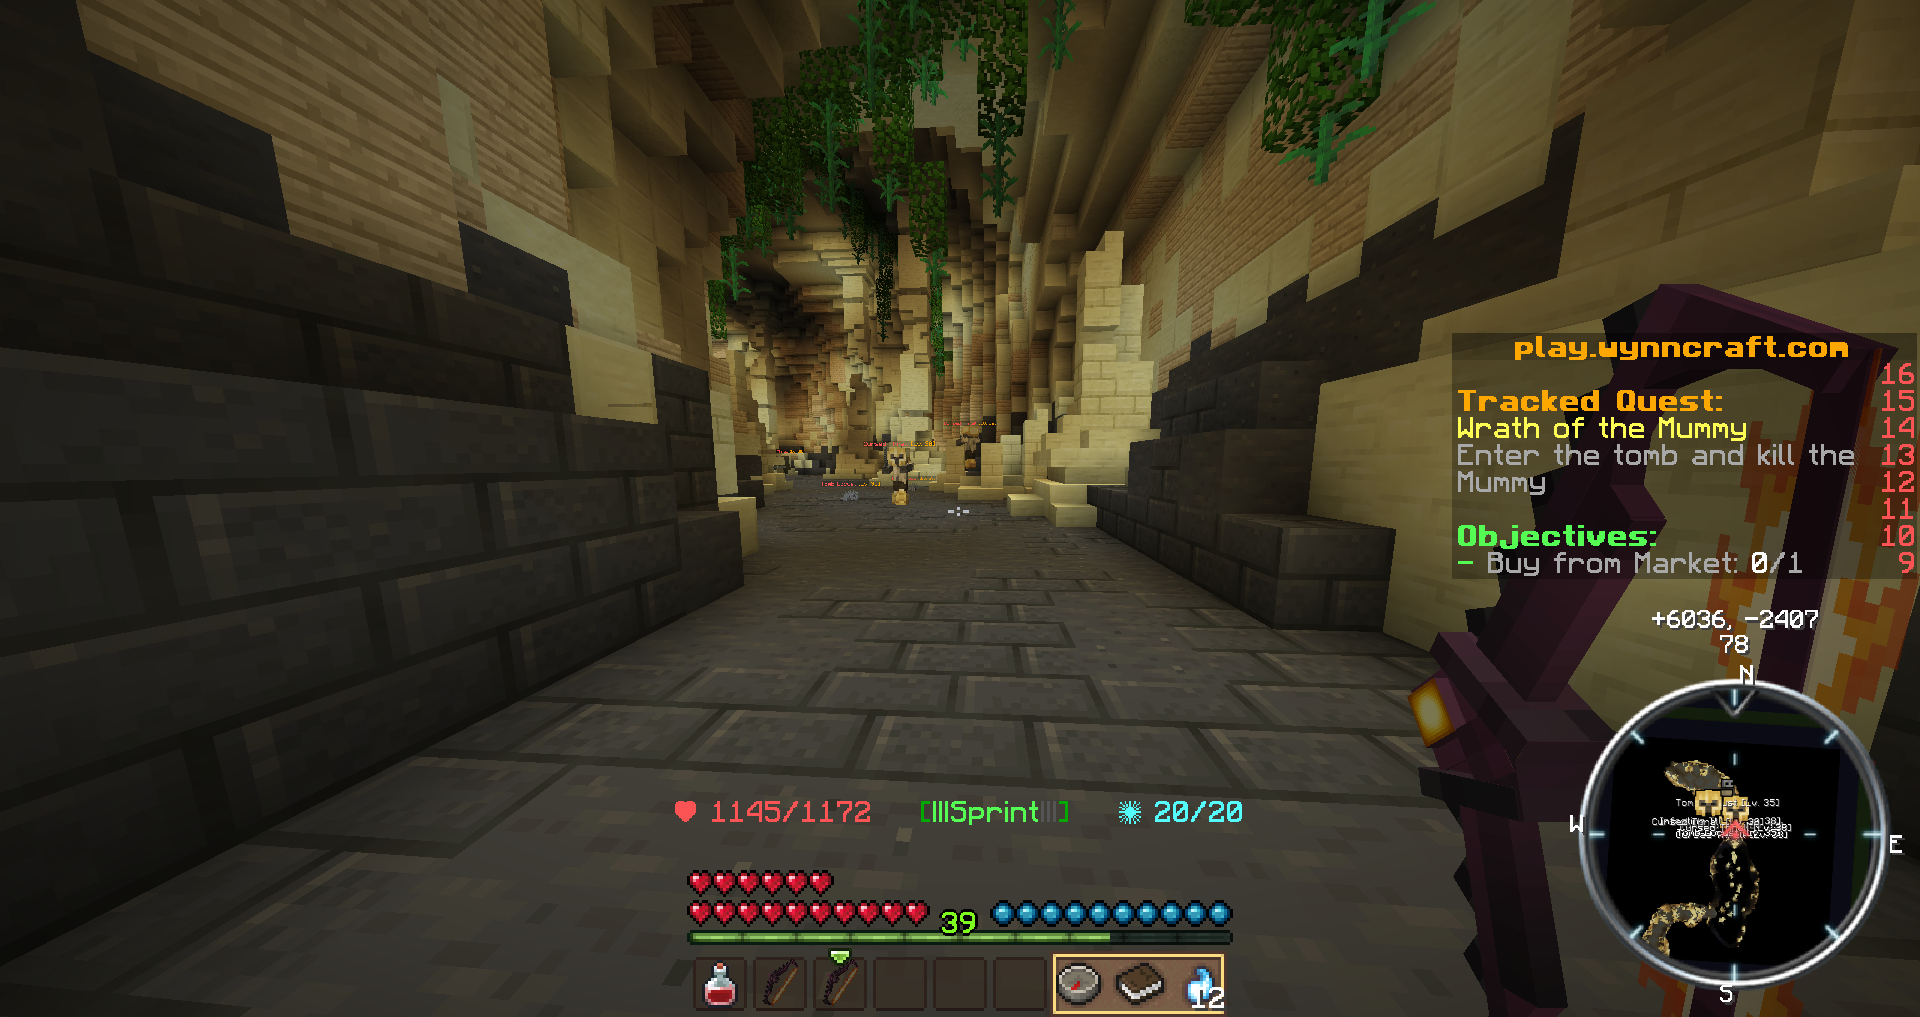 play.wynncraft.com
16
Tracked Quest: 15
Wrath of the Mummy 14
Enter the tomb and kill the 13
Mummy 12
11
Objectives: 10
- Buy from Market: 0/1 9
+6036, -2407
78
N
W
E
S
1145/1172 [|||Sprint|||] 20/20
39
12